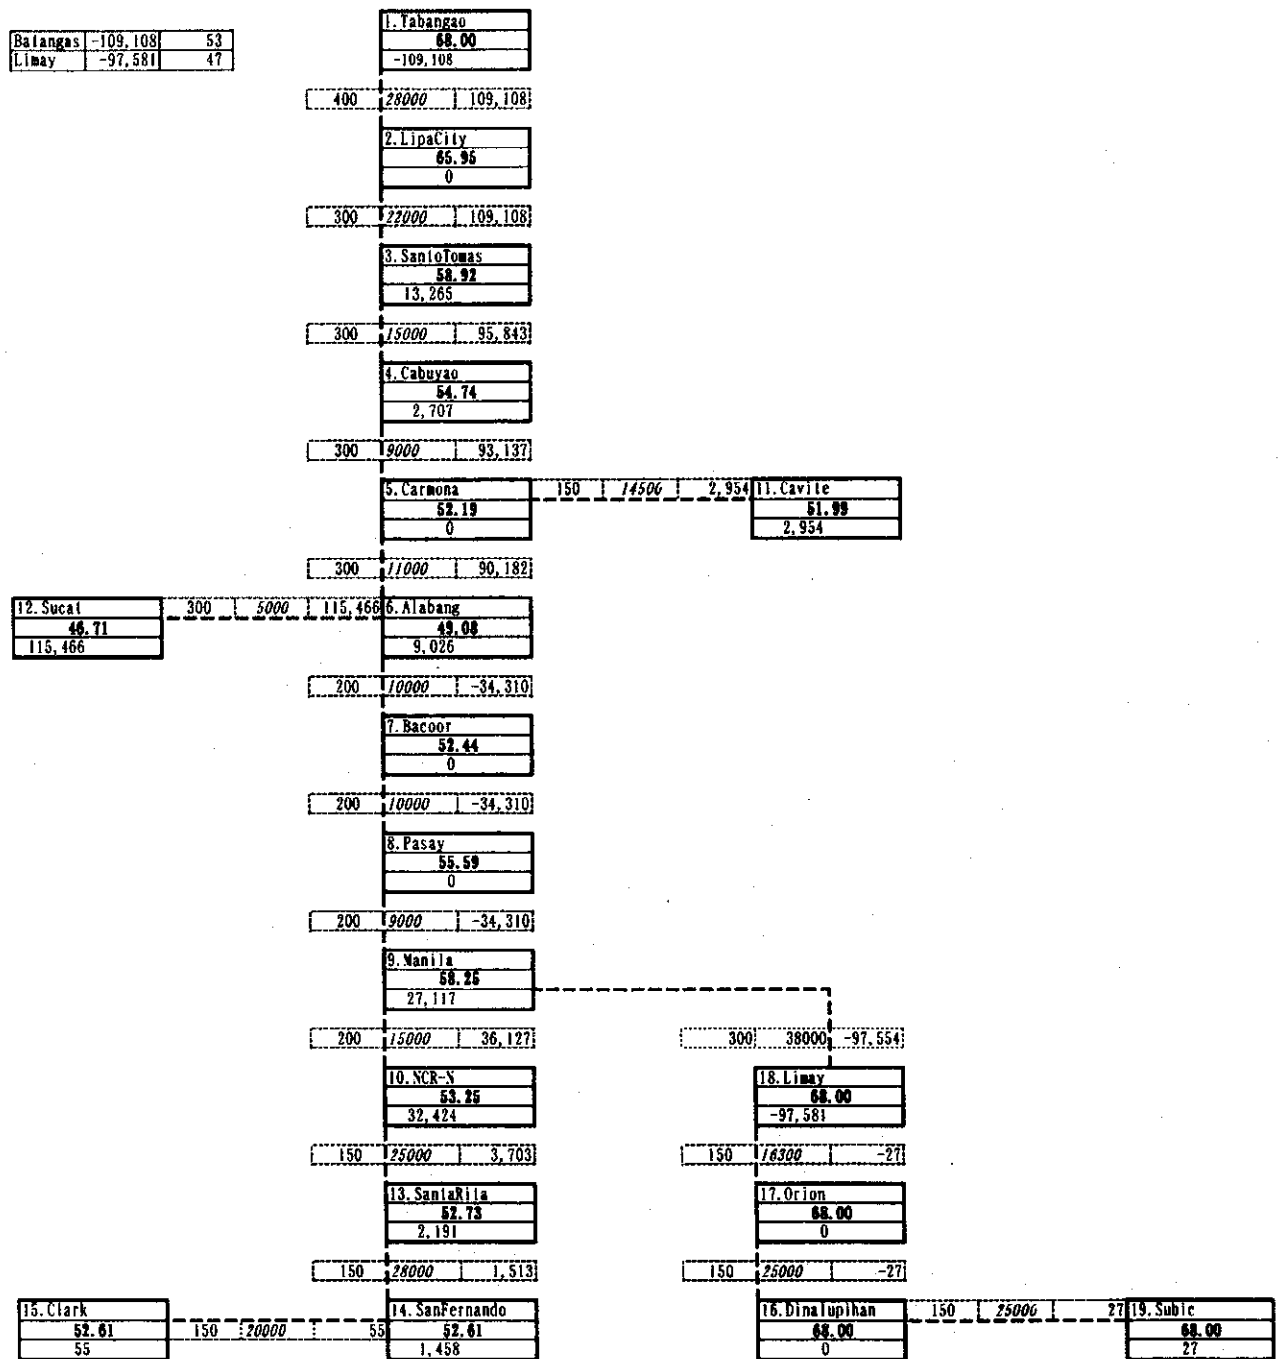 1. Tabangao
68.00
-109,108
Batangas -109,108 53
Limay -97,581 47
400 28000 109,108
2. LipaCity
65.95
0
300 22000 109,108
3. SantoTomas
58.92
13,265
300 15000 95,843
4. Cabuyao
54.74
2,707
300 9000 93,137
5. Carmona 150 14500 2,954 11. Cavite
52.19 51.99
0 2,954
300 11000 90,182
12. Sucat 300 5000 115,466 6. Alabang
46.71 49.08
115,466 9,026
200 10000 -34,310
7. Bacoor
52.44
0
200 10000 -34,310
8. Pasay
55.59
0
200 9000 -34,310
9. Manila
58.25
27,117
200 15000 36,127 300 38000 -97,554
10. NCR-N 18. Limay
53.25 68.00
32,424 -97,581
150 25000 3,703 150 16300 -27
13. SantaRita 17. Orion
52.73 68.00
2,191 0
150 28000 1,513 150 25000 -27
15. Clark 14. SanFernando 16. Dinalupihan 150 25000 27 19. Subic
52.61 150 20000 55 52.61 68.00 68.00
55 1,458 0 27